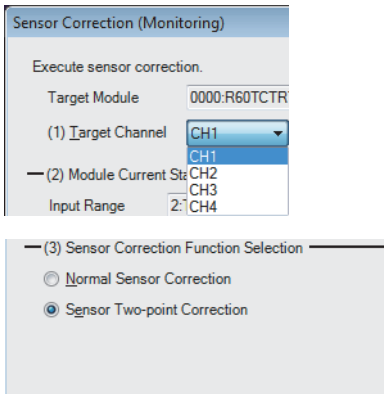 Sensor Correction (Monitoring)
Execute sensor correction.
Target Module 0000:R60TCTR
(1) Target Channel CH1
CH1
(2) Module Current Sta CH2
CH3
Input Range 2: CH4
(3) Sensor Correction Function Selection
Normal Sensor Correction
Sensor Two-point Correction